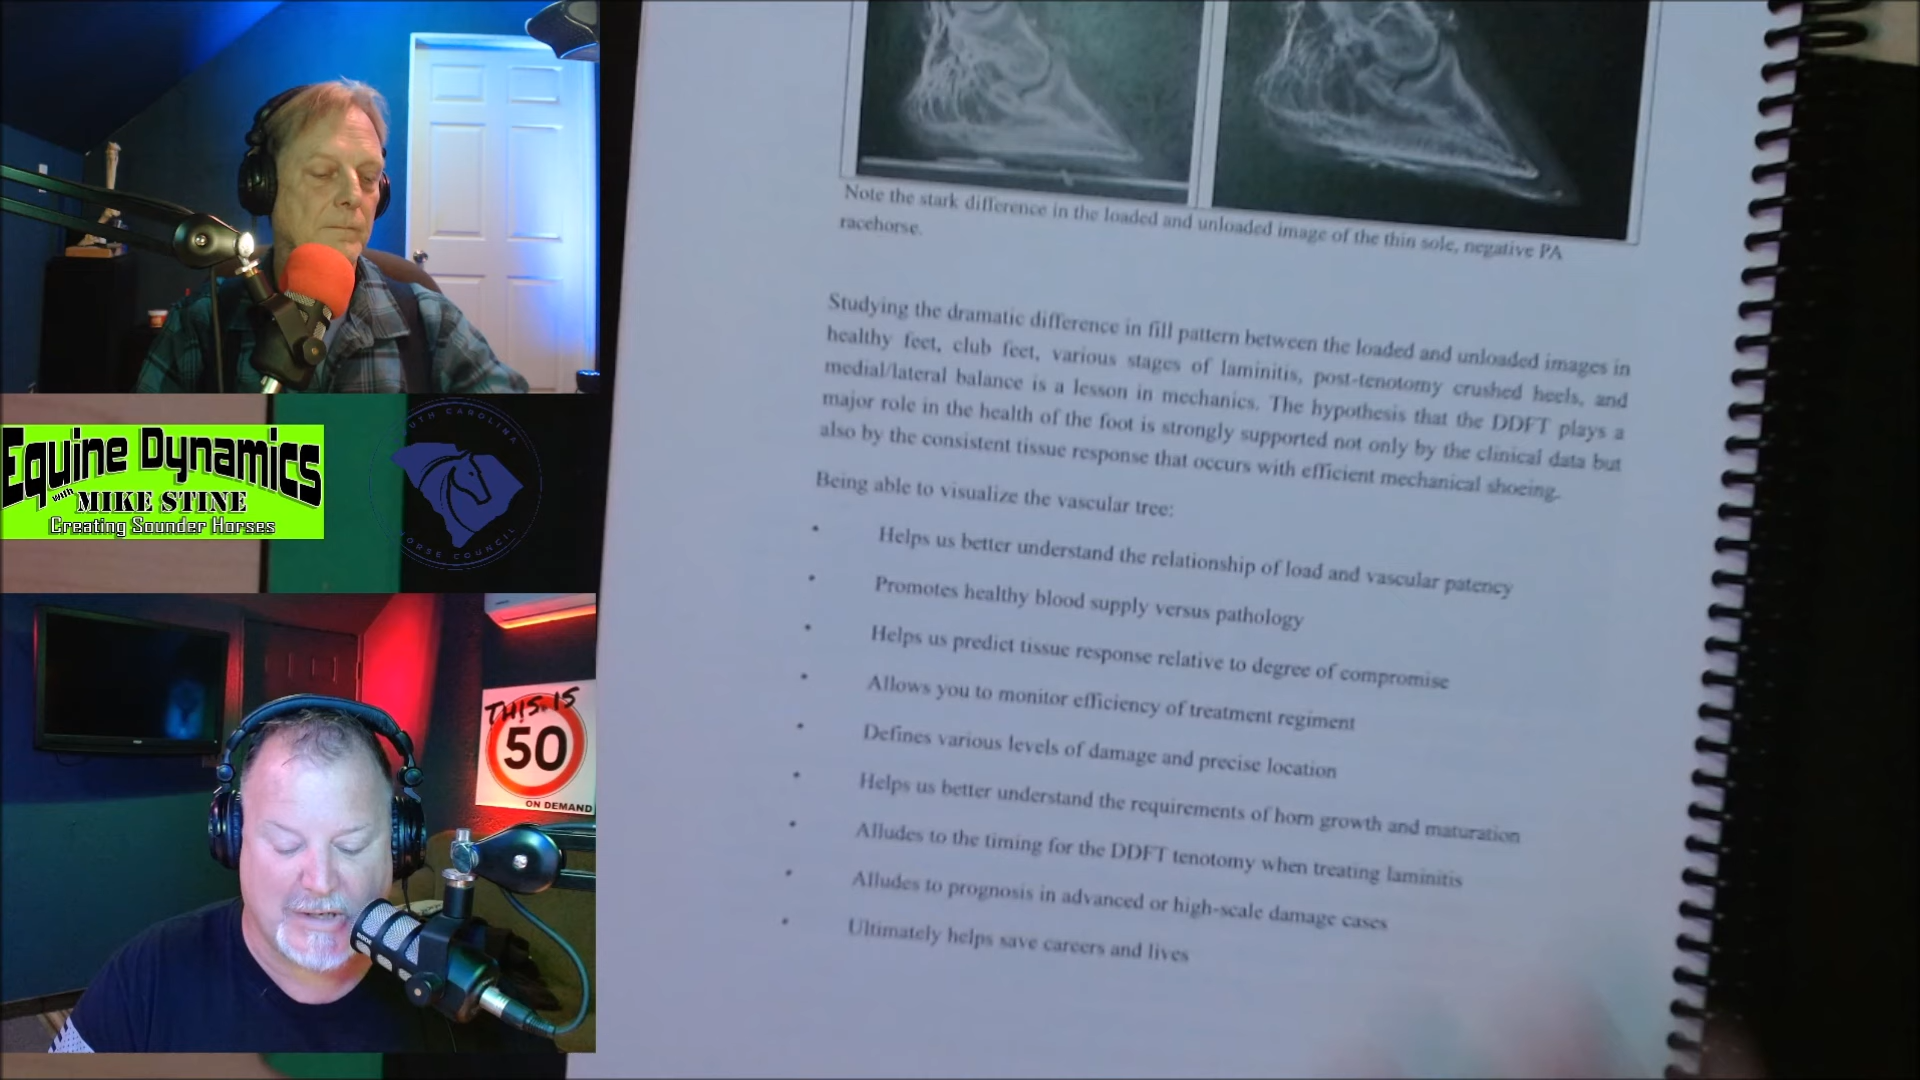 Note the stark difference in the loaded and unloaded image of the thin sole, negative PA
racehorse.
Studying the dramatic difference in fill pattern between the loaded and unloaded images in
healthy feet, club feet, various stages of laminitis, post-tenotomy crushed heels, and
medial/lateral balance is a lesson in mechanics. The hypothesis that the DDFT plays a
major role in the health of the foot is strongly supported not only by the clinical data but
also by the consistent tissue response that occurs with efficient mechanical shoeing.
Being able to visualize the vascular tree:
• Helps us better understand the relationship of load and vascular patency
• Promotes healthy blood supply versus pathology
• Helps us predict tissue response relative to degree of compromise
• Allows you to monitor efficiency of treatment regiment
• Defines various levels of damage and precise location
• Helps us better understand the requirements of horn growth and maturation
• Alludes to the timing for the DDFT tenotomy when treating laminitis
• Alludes to prognosis in advanced or high-scale damage cases
• Ultimately helps save careers and lives
Equine Dynamics
with MIKE STINE
Creating Sounder Horses
UTH CAROLINA
ORSE COUNCIL
THIS IS
50
ON DEMAND